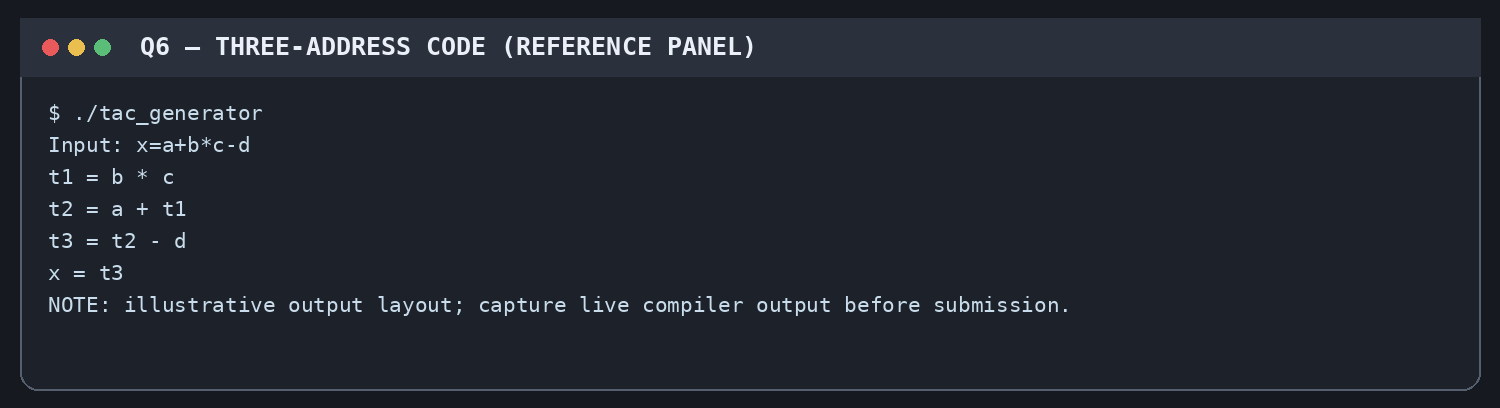 Q6 — THREE-ADDRESS CODE (REFERENCE PANEL)
$ ./tac_generator
Input: x=a+b*c-d
t1 = b * c
t2 = a + t1
t3 = t2 - d
x = t3
NOTE: illustrative output layout; capture live compiler output before submission.